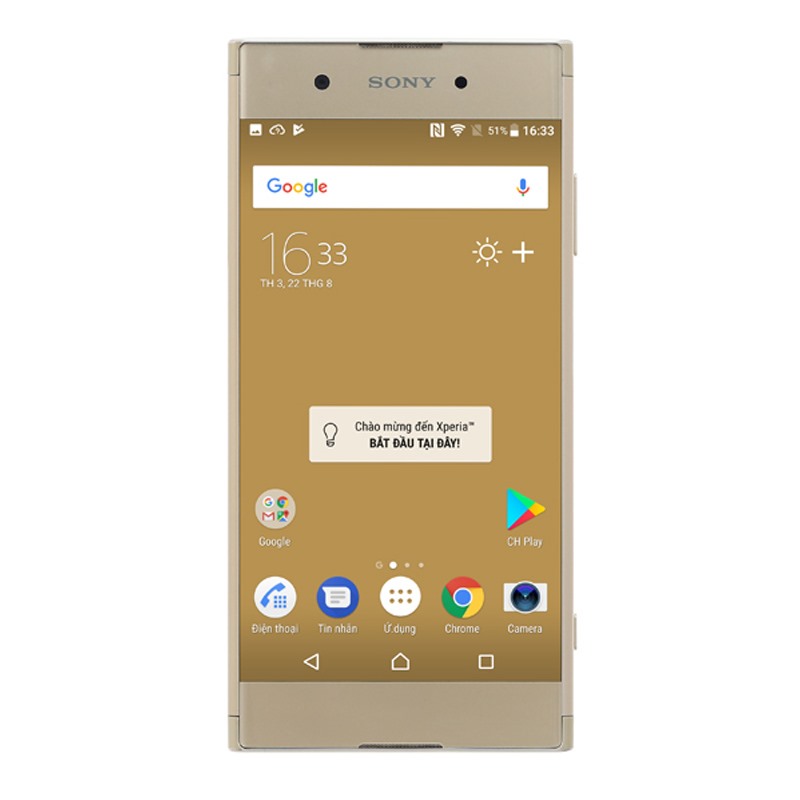 SONY
51% 16:33
Google
16 33
TH 3, 22 THG 8
Chào mừng đến Xperia™
BẮT ĐẦU TẠI ĐÂY!
Google
CH Play
Điện thoại
Tin nhắn
Ứ.dụng
Chrome
Camera